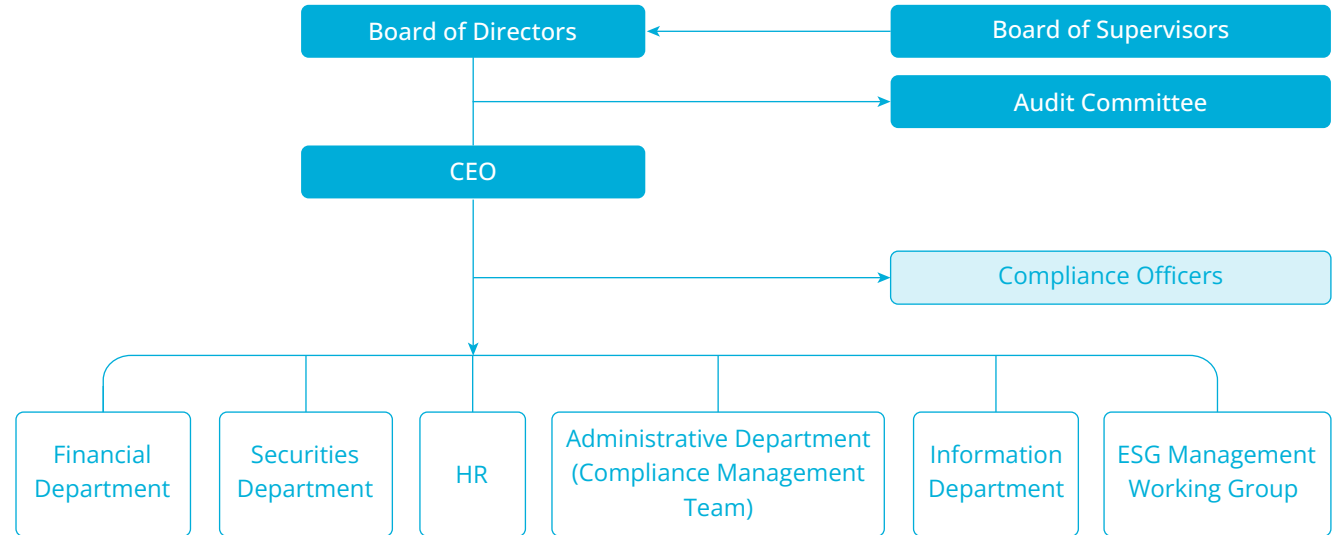 Board of Directors
Board of Supervisors
Audit Committee
CEO
Compliance Officers
Financial
Department
Securities
Department
HR
Administrative Department
(Compliance Management
Team)
Information
Department
ESG Management
Working Group